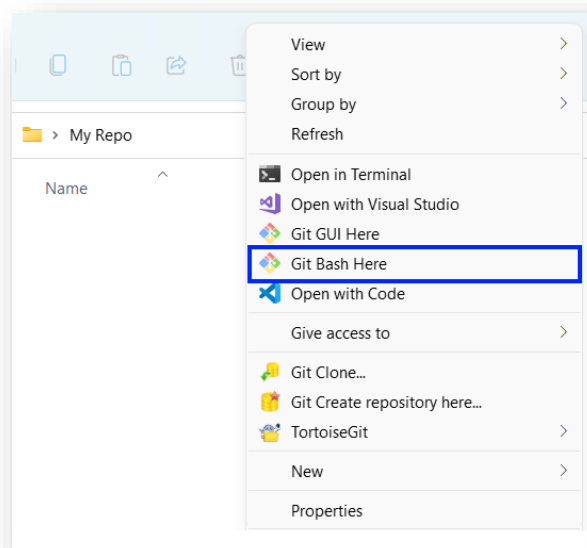 View
Sort by
Group by
Refresh
My Repo
Name
Open in Terminal
Open with Visual Studio
Git GUI Here
Git Bash Here
Open with Code
Give access to
Git Clone...
Git Create repository here...
TortoiseGit
New
Properties